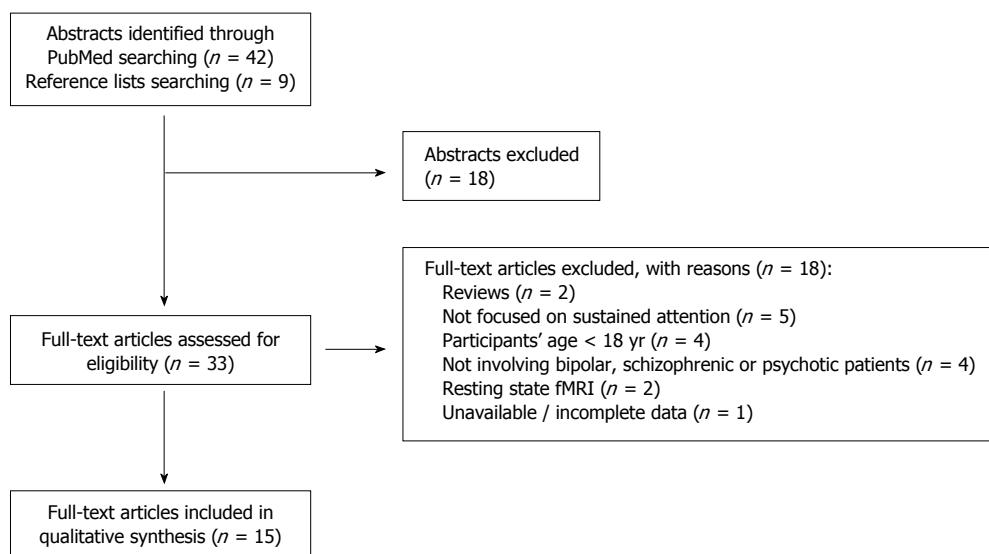 Abstracts identified through
PubMed searching (n = 42)
Reference lists searching (n = 9)
Abstracts excluded
(n = 18)
Full-text articles excluded, with reasons (n = 18):
Reviews (n = 2)
Not focused on sustained attention (n = 5)
Participants' age < 18 yr (n = 4)
Not involving bipolar, schizophrenic or psychotic patients (n = 4)
Resting state fMRI (n = 2)
Unavailable / incomplete data (n = 1)
Full-text articles assessed for
eligibility (n = 33)
Full-text articles included in
qualitative synthesis (n = 15)